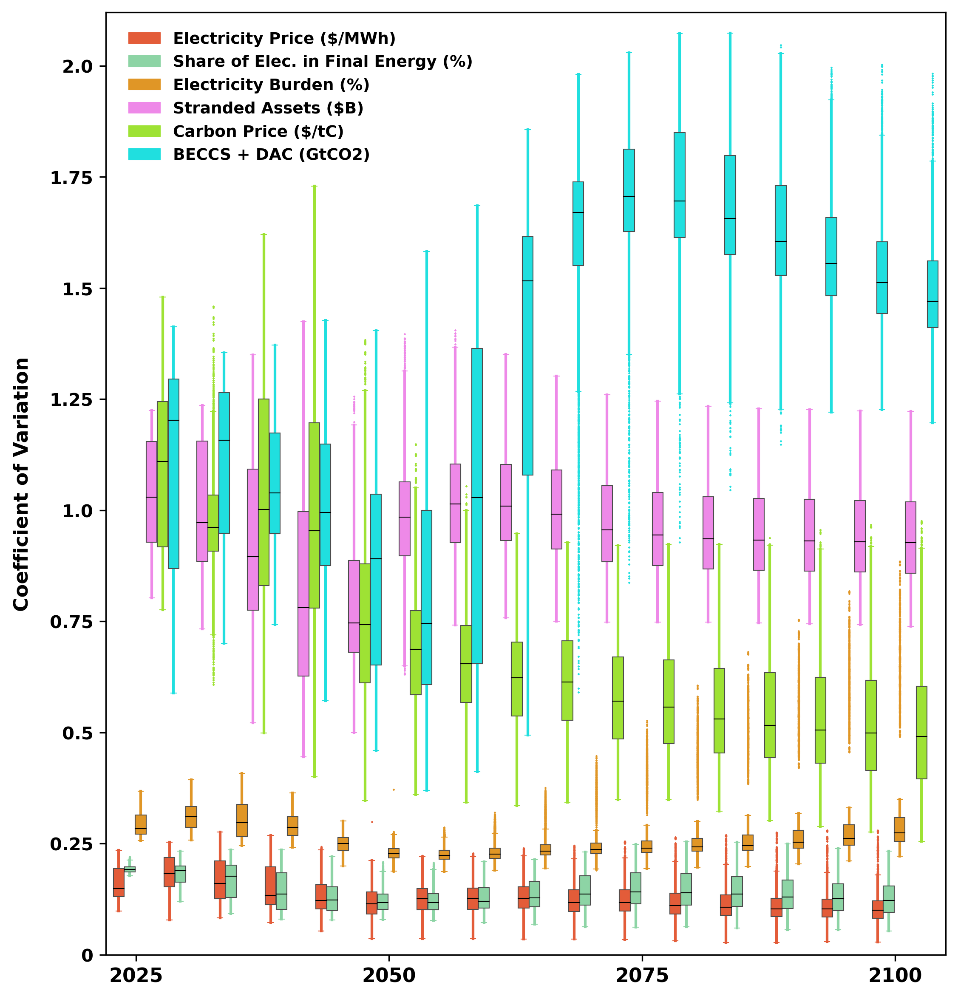 Electricity Price ($/MWh)
Share of Elec. in Final Energy (%)
Electricity Burden (%)
Stranded Assets ($B)
Carbon Price ($/tC)
BECCS + DAC (GtCO2)
Coefficient of Variation
2.0
1.75
1.5
1.25
1.0
0.75
0.5
0.25
0
2025
2050
2075
2100